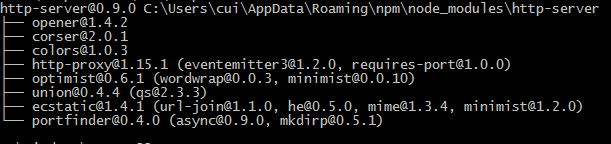 http-server@0.9.0 C:\Users\cui\AppData\Roaming\npm\node_modules\http-server
├── opener@1.4.2
├── corser@2.0.1
├── colors@1.0.3
├── http-proxy@1.15.1 (eventemitter3@1.2.0, requires-port@1.0.0)
├── optimist@0.6.1 (wordwrap@0.0.3, minimist@0.0.10)
├── union@0.4.4 (qs@2.3.3)
├── ecstatic@1.4.1 (url-join@1.1.0, he@0.5.0, mime@1.3.4, minimist@1.2.0)
└── portfinder@0.4.0 (async@0.9.0, mkdirp@0.5.1)